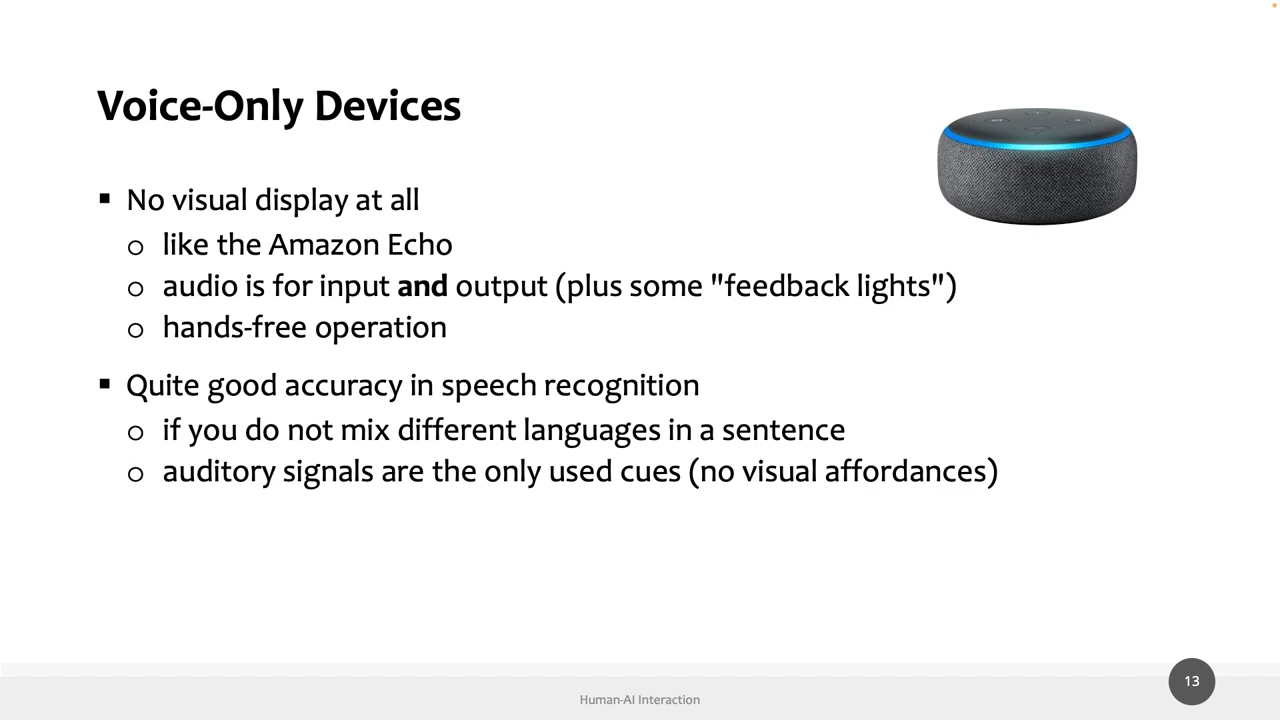 Voice-Only Devices
▪ No visual display at all
o like the Amazon Echo
o audio is for input and output (plus some "feedback lights")
o hands-free operation
▪ Quite good accuracy in speech recognition
o if you do not mix different languages in a sentence
o auditory signals are the only used cues (no visual affordances)
13
Human-AI Interaction